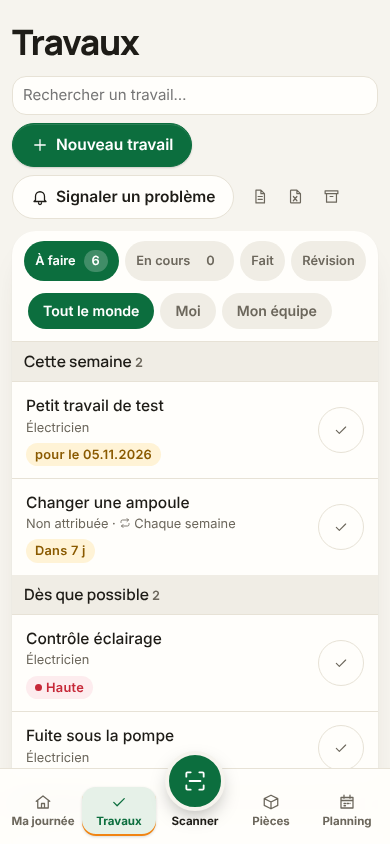 Travaux
Rechercher un travail...
Nouveau travail
Signaler un problème
À faire 6 En cours 0 Fait Révision
Tout le monde Moi Mon équipe
Cette semaine 2
Petit travail de test
Électricien
pour le 05.11.2026
Changer une ampoule
Non attribuée · Chaque semaine
Dans 7 j
Dès que possible 2
Contrôle éclairage
Électricien
Haute
Fuite sous la pompe
Électricien
Ma journée Travaux Scanner Pièces Planning